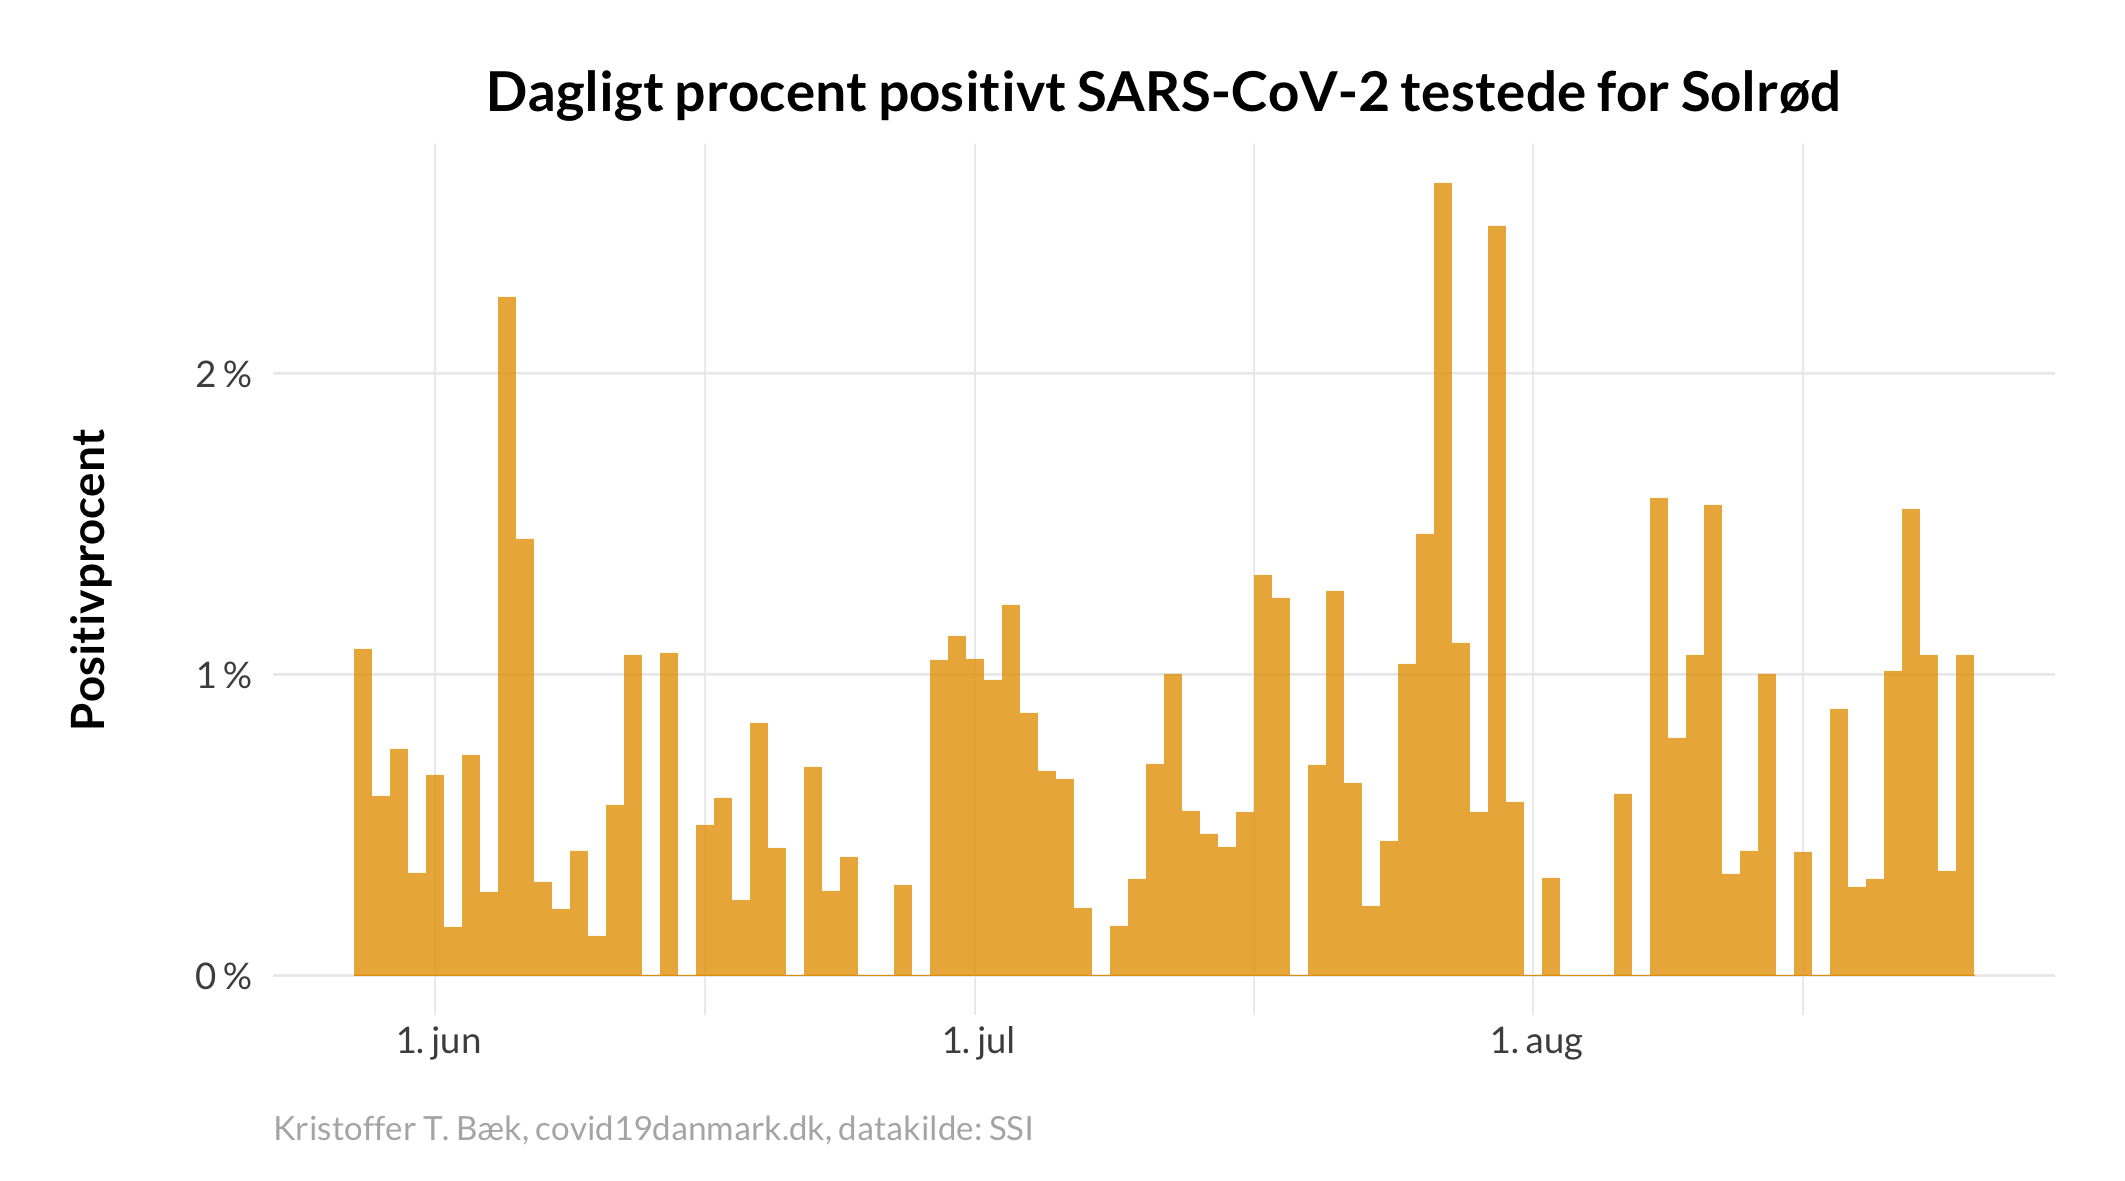 Dagligt procent positivt SARS-CoV-2 testede for Solrød
Positivprocent
2 %
1 %
0 %
1. jun
1. jul
1. aug
Kristoffer T. Bæk, covid19danmark.dk, datakilde: SSI